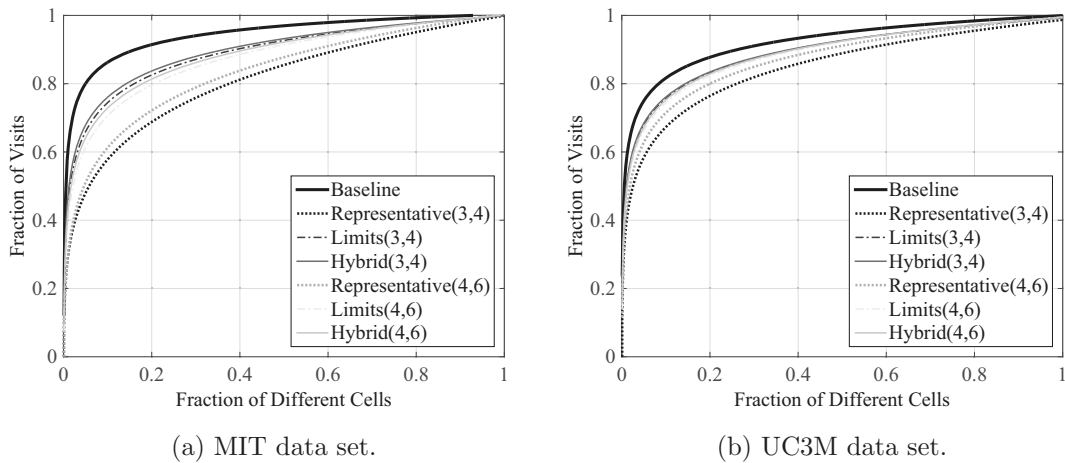 1
0.8
0.6
0.4
0.2
0
Fraction of Visits
Baseline
Representative(3,4)
Limits(3,4)
Hybrid(3,4)
Representative(4,6)
Limits(4,6)
Hybrid(4,6)
0 0.2 0.4 0.6 0.8 1
Fraction of Different Cells
(a) MIT data set.
1
0.8
0.6
0.4
0.2
0
Fraction of Visits
Baseline
Representative(3,4)
Limits(3,4)
Hybrid(3,4)
Representative(4,6)
Limits(4,6)
Hybrid(4,6)
0 0.2 0.4 0.6 0.8 1
Fraction of Different Cells
(b) UC3M data set.